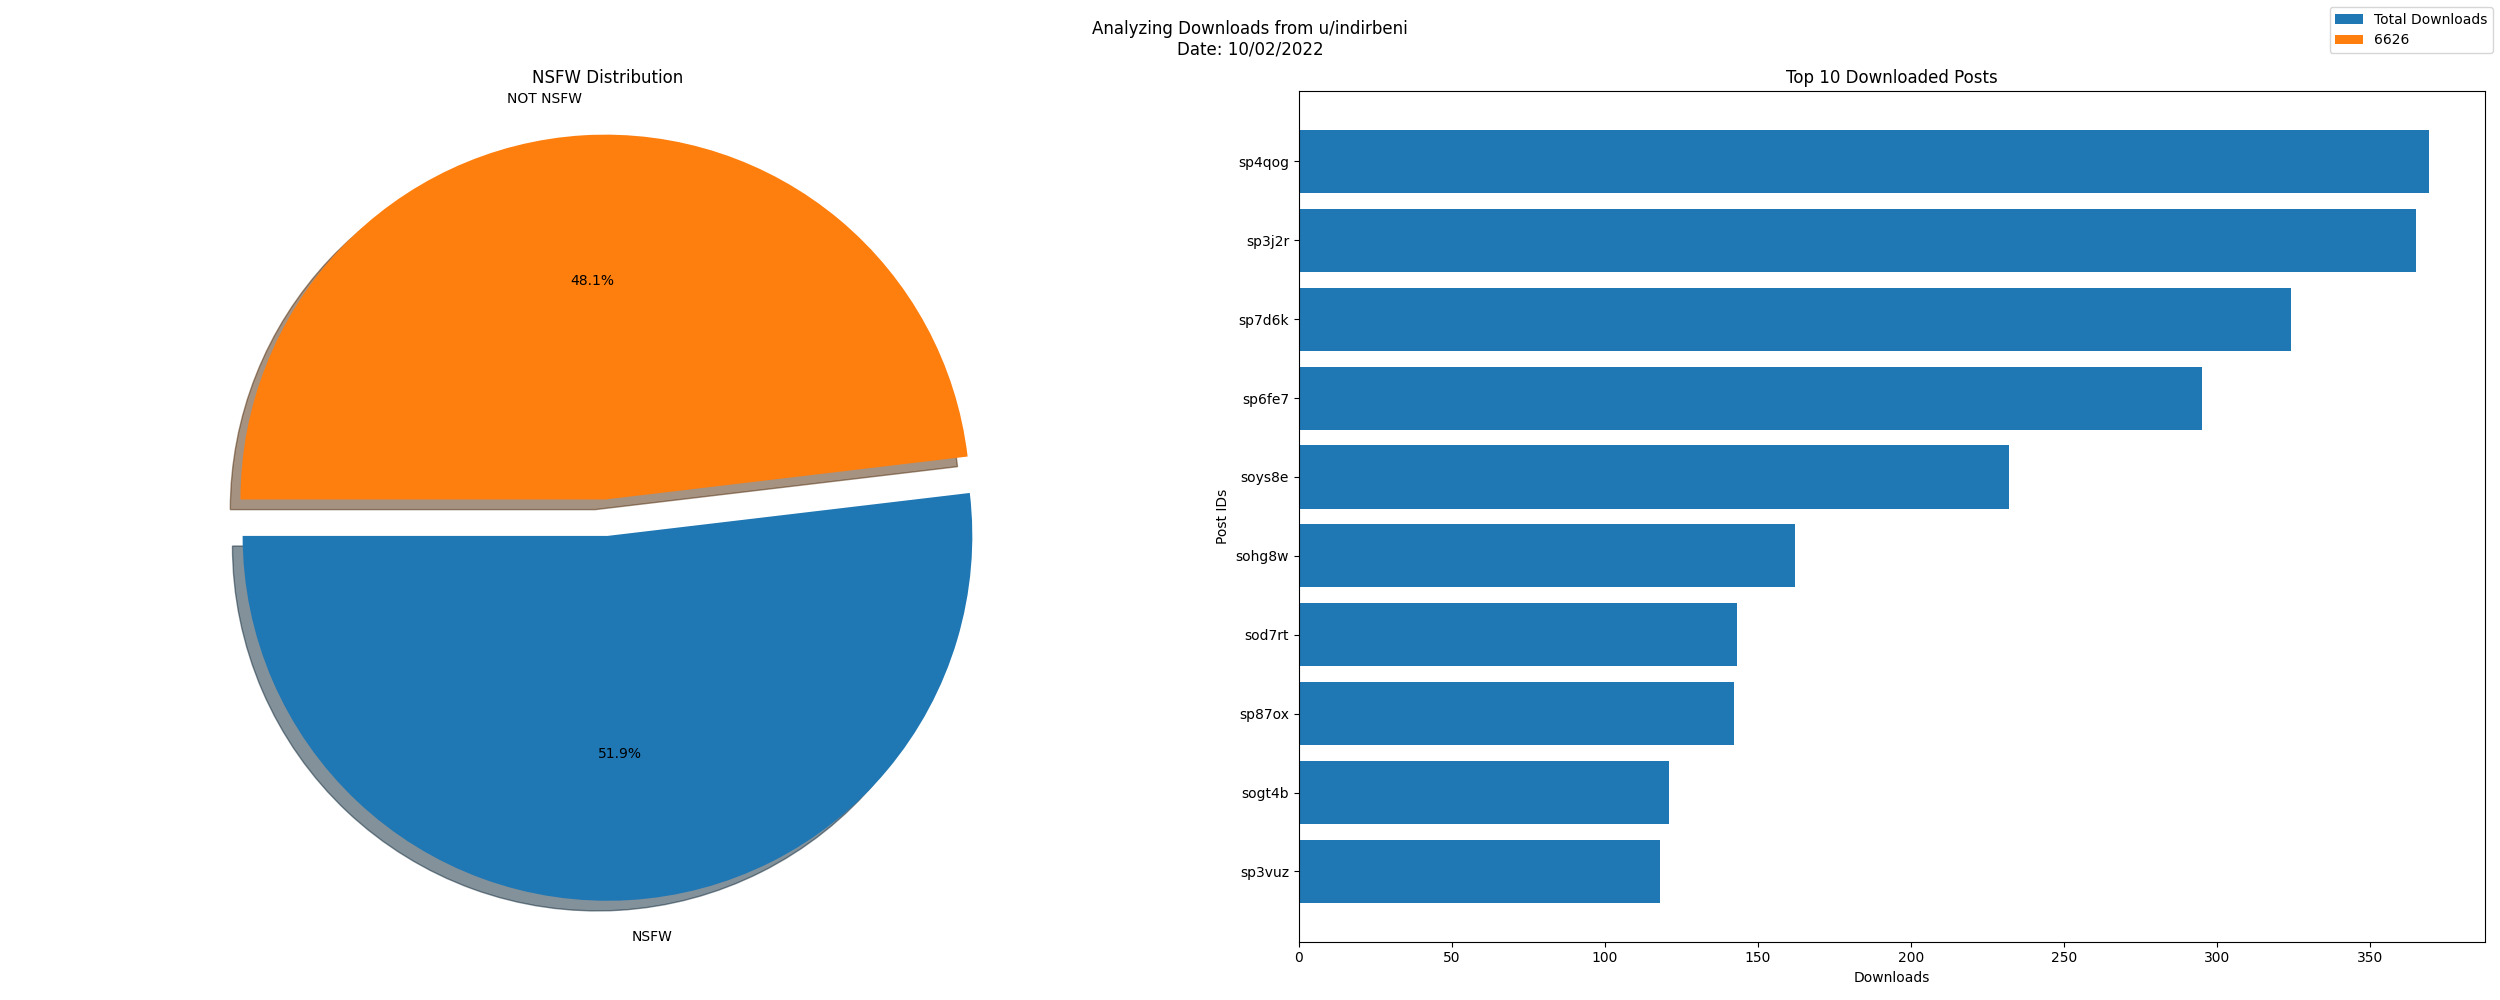 Analyzing Downloads from u/indirbeni
Date: 10/02/2022
Total Downloads
6626
NSFW Distribution
NOT NSFW
48.1%
51.9%
NSFW
Top 10 Downloaded Posts
Post IDs
sp4qog
sp3j2r
sp7d6k
sp6fe7
soys8e
sohg8w
sod7rt
sp87ox
sogt4b
sp3vuz
0 50 100 150 200 250 300 350
Downloads